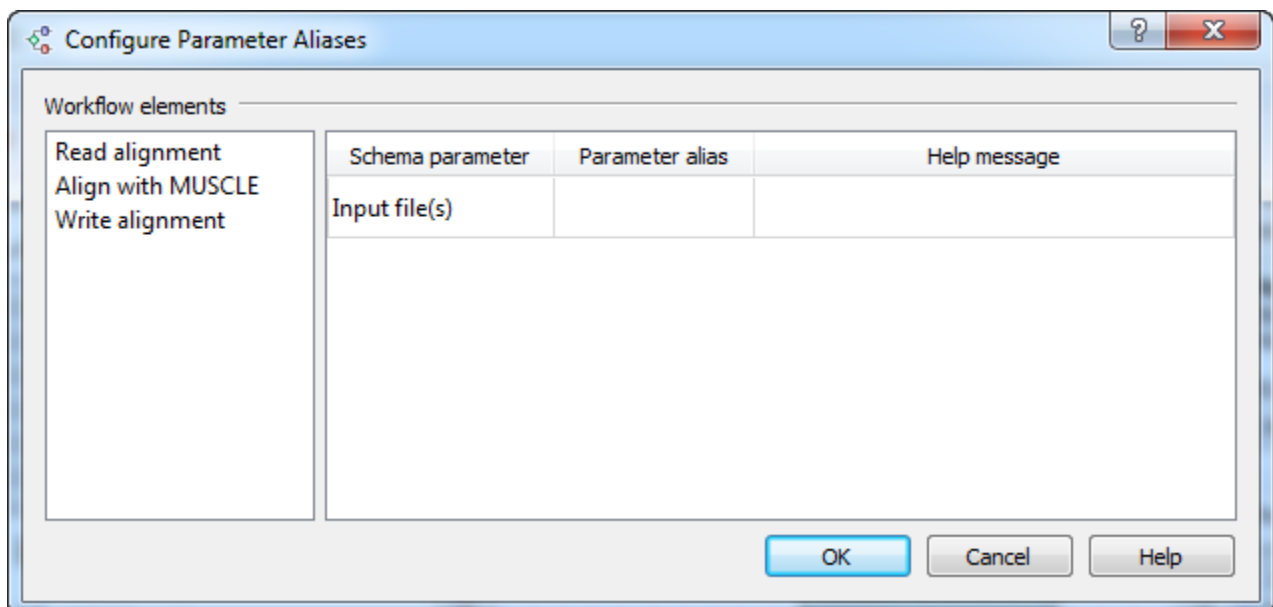 Configure Parameter Aliases
?
X
Workflow elements
Read alignment
Align with MUSCLE
Write alignment
Schema parameter Parameter alias Help message
Input file(s)
OK Cancel Help